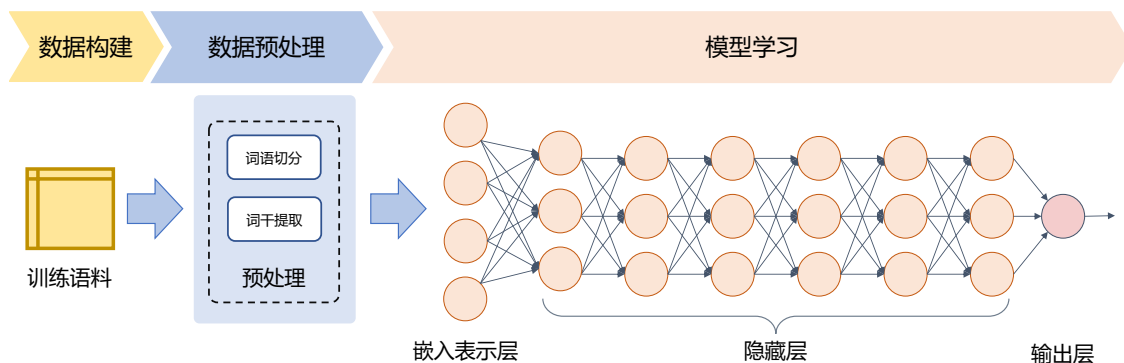 数据构建
数据预处理
模型学习
词语切分
词干提取
预处理
训练语料
嵌入表示层
隐藏层
输出层